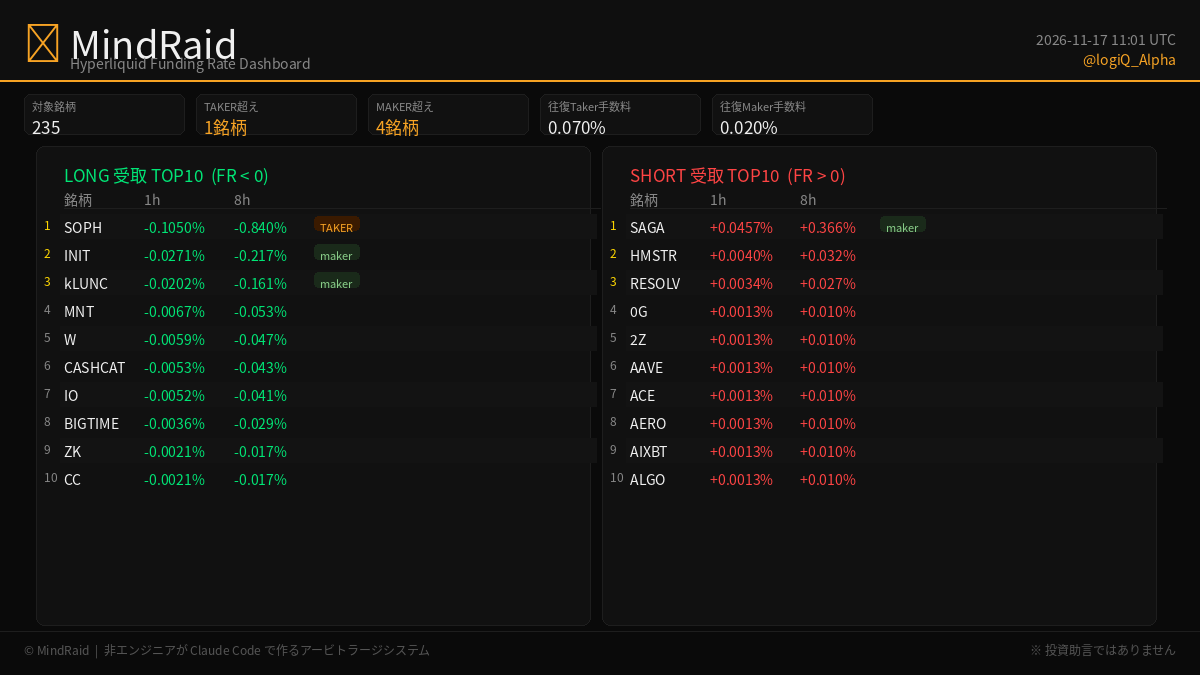 MindRaid
Hyperliquid Funding Rate Dashboard
2026-11-17 11:01 UTC
@logiQ_Alpha
対象銘柄
235
TAKER超え
1銘柄
MAKER超え
4銘柄
往復Taker手数料
0.070%
往復Maker手数料
0.020%
LONG 受取 TOP10 (FR < 0)
銘柄 1h 8h
1 SOPH -0.1050% -0.840% TAKER
2 INIT -0.0271% -0.217% maker
3 kLUNC -0.0202% -0.161% maker
4 MNT -0.0067% -0.053%
5 W -0.0059% -0.047%
6 CASHCAT -0.0053% -0.043%
7 IO -0.0052% -0.041%
8 BIGTIME -0.0036% -0.029%
9 ZK -0.0021% -0.017%
10 CC -0.0021% -0.017%
SHORT 受取 TOP10 (FR > 0)
銘柄 1h 8h
1 SAGA +0.0457% +0.366% maker
2 HMSTR +0.0040% +0.032%
3 RESOLV +0.0034% +0.027%
4 0G +0.0013% +0.010%
5 2Z +0.0013% +0.010%
6 AAVE +0.0013% +0.010%
7 ACE +0.0013% +0.010%
8 AERO +0.0013% +0.010%
9 AIXBT +0.0013% +0.010%
10 ALGO +0.0013% +0.010%
© MindRaid | 非エンジニアが Claude Code で作るアービトラージシステム
※ 投資助言ではありません